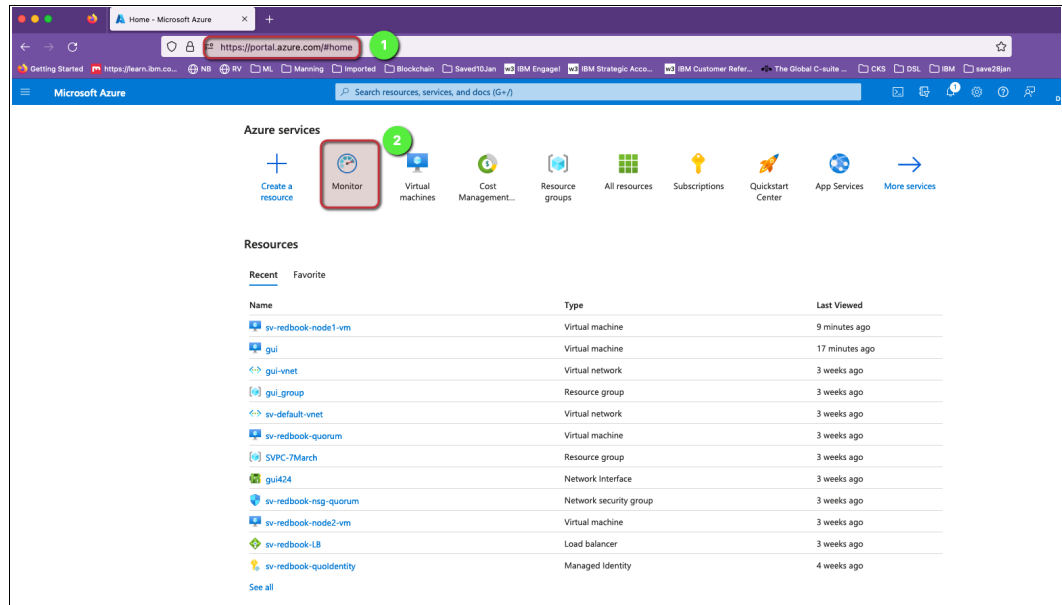 Home - Microsoft Azure
https://portal.azure.com/#home
1
Getting Started https://learn.ibm.co... NB RV ML Manning Imported Blockchain Saved10Jan w3 IBM Engage! w3 IBM Strategic Acco... w3 IBM Customer Refer... The Global C-suite ... CKS DSL IBM save28jan
Microsoft Azure Search resources, services, and docs (G+/) 1
Azure services
2
Create a resource
Monitor
Virtual machines
Cost Management...
Resource groups
All resources
Subscriptions
Quickstart Center
App Services
More services
Resources
Recent Favorite
Name Type Last Viewed
sv-redbook-node1-vm Virtual machine 9 minutes ago
gui Virtual machine 17 minutes ago
gui-vnet Virtual network 3 weeks ago
gui_group Resource group 3 weeks ago
sv-default-vnet Virtual network 3 weeks ago
sv-redbook-quorum Virtual machine 3 weeks ago
SVPC-7March Resource group 3 weeks ago
gui424 Network Interface 3 weeks ago
sv-redbook-nsg-quorum Network security group 3 weeks ago
sv-redbook-node2-vm Virtual machine 3 weeks ago
sv-redbook-LB Load balancer 3 weeks ago
sv-redbook-quoIdentity Managed Identity 4 weeks ago
See all